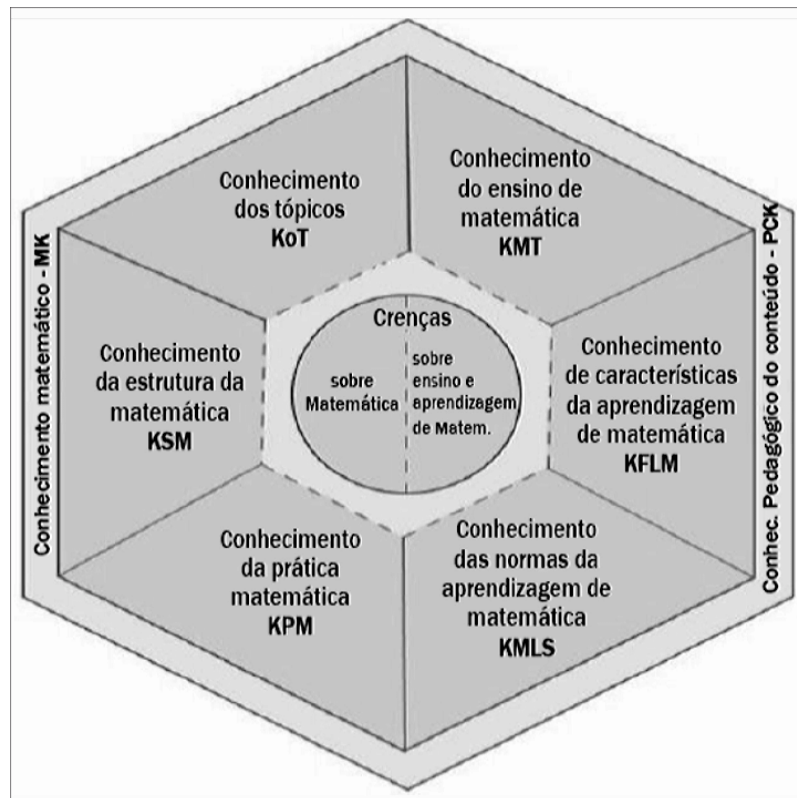 Conhecimento
dos tópicos
KoT
Conhecimento
do ensino de
matemática
KMT
Conhecimento matemático - MK
Conhec. Pedagógico do conteúdo - PCK
Conhecimento
da estrutura da
matemática
KSM
Crenças
sobre
Matemática
sobre
ensino e
aprendizagem
de Matem.
Conhecimento
de características
da aprendizagem
de matemática
KFLM
Conhecimento
da prática
matemática
KPM
Conhecimento
das normas da
aprendizagem de
matemática
KMLS